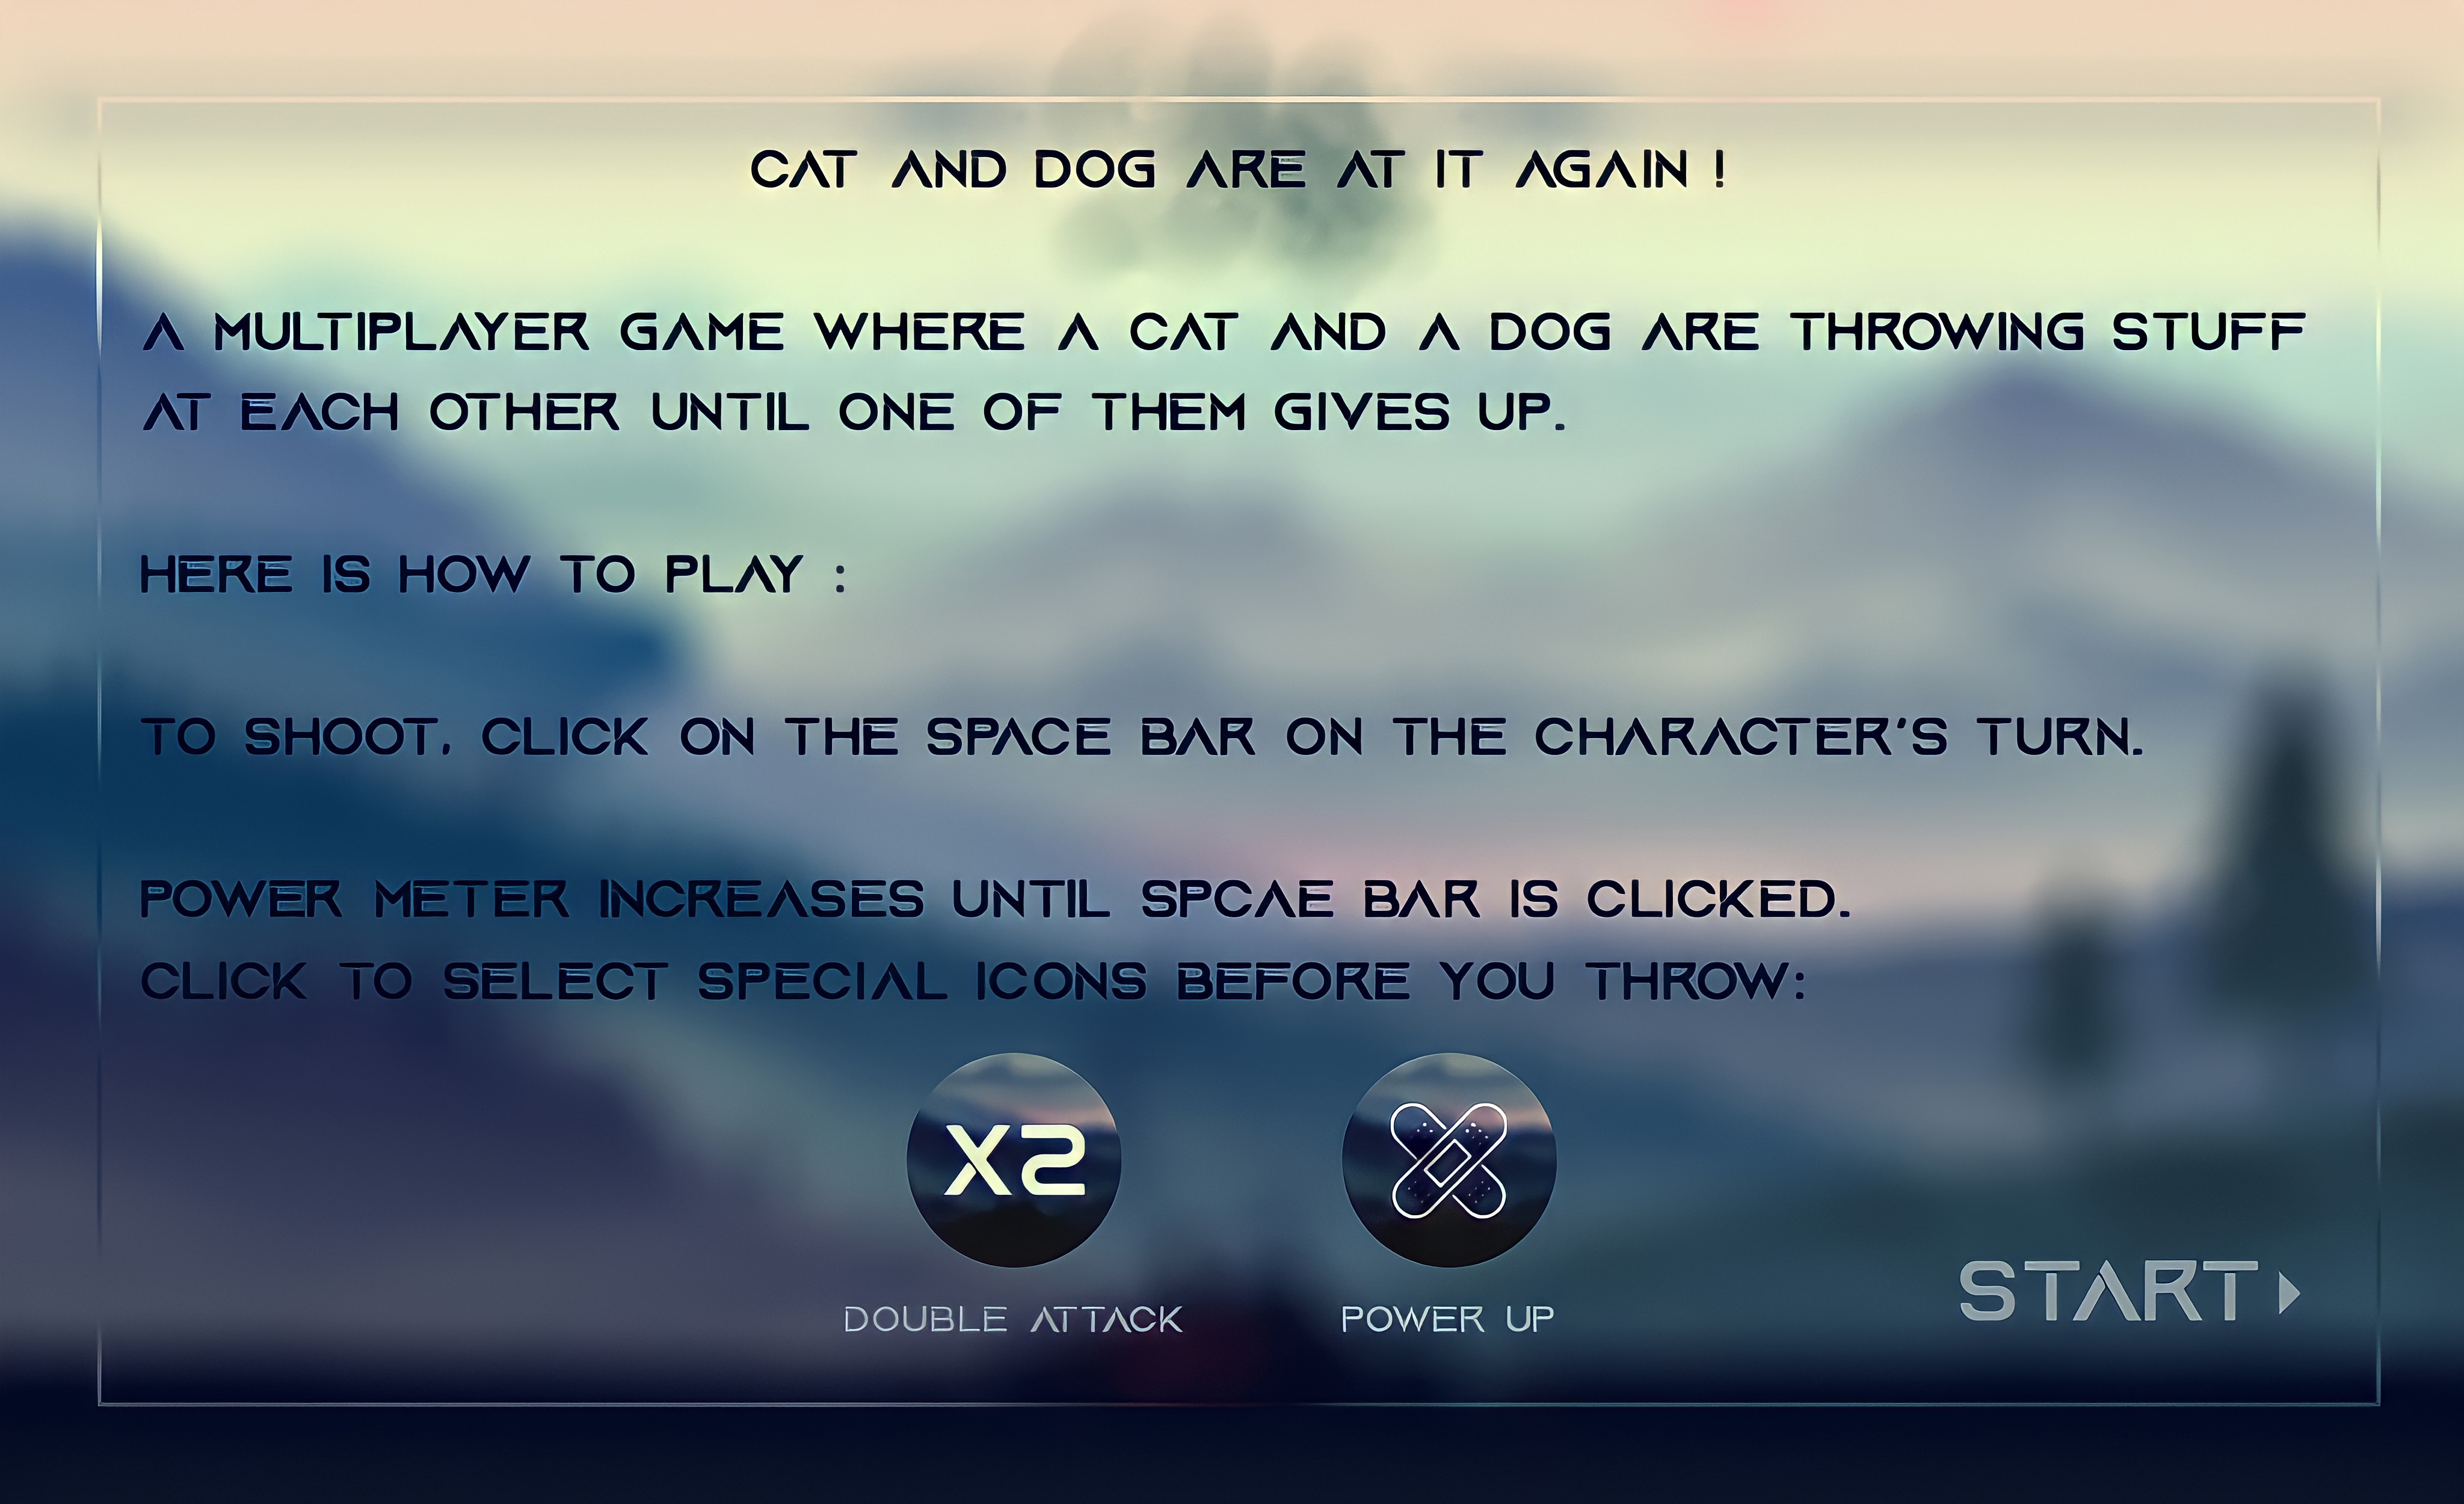 CAT AND DOG ARE AT IT AGAIN !
A MULTIPLAYER GAME WHERE A CAT AND A DOG ARE THROWING STUFF
AT EACH OTHER UNTIL ONE OF THEM GIVES UP.
HERE IS HOW TO PLAY :
TO SHOOT, CLICK ON THE SPACE BAR ON THE CHARACTER'S TURN.
POWER METER INCREASES UNTIL SPCAE BAR IS CLICKED.
CLICK TO SELECT SPECIAL ICONS BEFORE YOU THROW:
X2
DOUBLE ATTACK
POWER UP
START